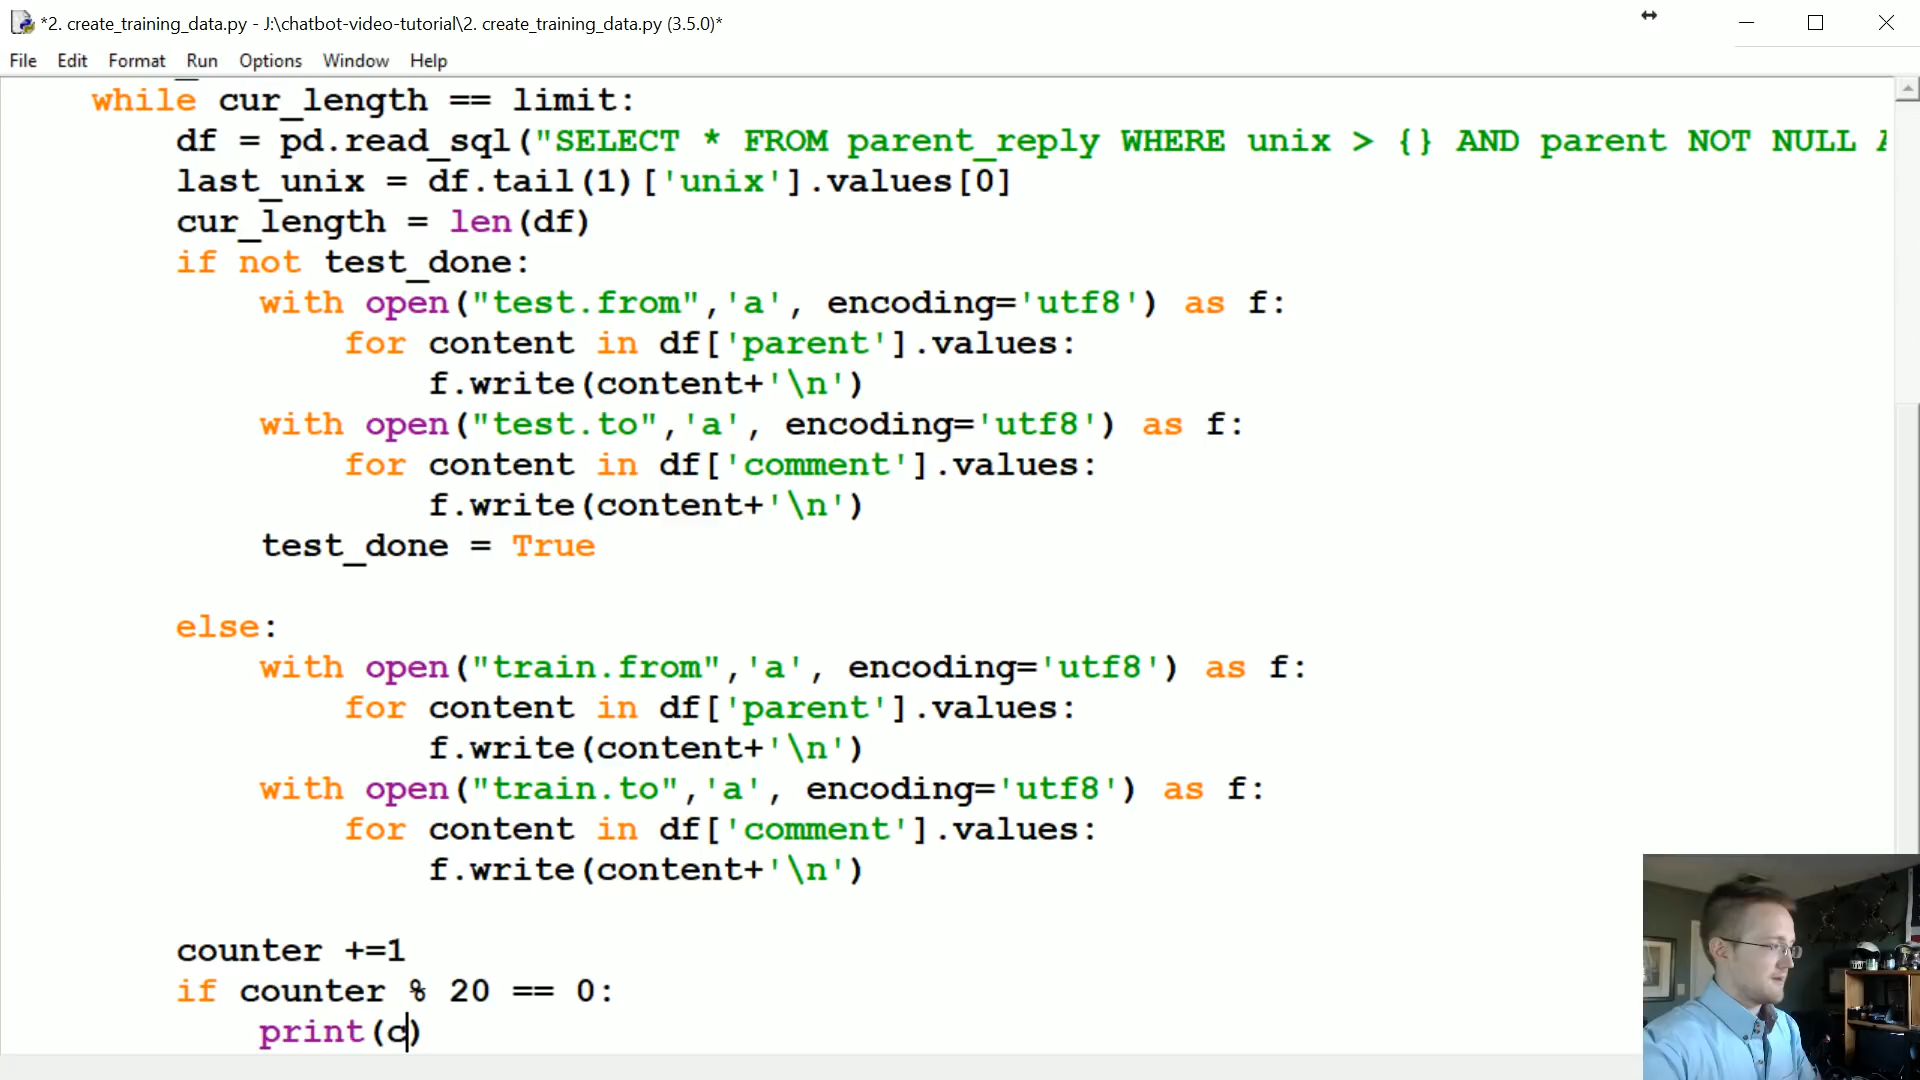 *2. create_training_data.py - J:\chatbot-video-tutorial\2. create_training_data.py (3.5.0)*
File Edit Format Run Options Window Help
while cur_length == limit:
df = pd.read_sql("SELECT * FROM parent_reply WHERE unix > {} AND parent NOT NULL
last_unix = df.tail(1)['unix'].values[0]
cur_length = len(df)
if not test_done:
with open("test.from",'a', encoding='utf8') as f:
for content in df['parent'].values:
f.write(content+'\n')
with open("test.to",'a', encoding='utf8') as f:
for content in df['comment'].values:
f.write(content+'\n')
test_done = True
else:
with open("train.from",'a', encoding='utf8') as f:
for content in df['parent'].values:
f.write(content+'\n')
with open("train.to",'a', encoding='utf8') as f:
for content in df['comment'].values:
f.write(content+'\n')
counter +=1
if counter % 20 == 0:
print(c)